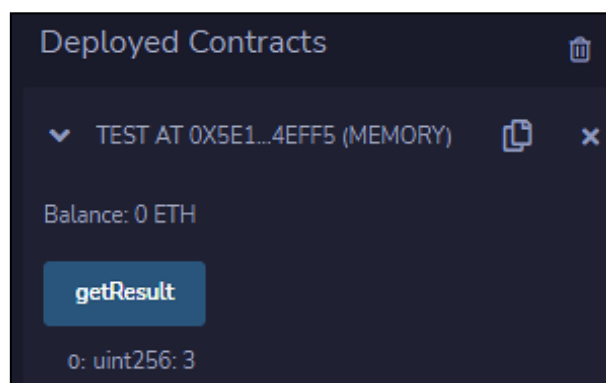 Deployed Contracts
TEST AT 0X5E1...4EFF5 (MEMORY)
Balance: 0 ETH
getResult
0: uint256: 3